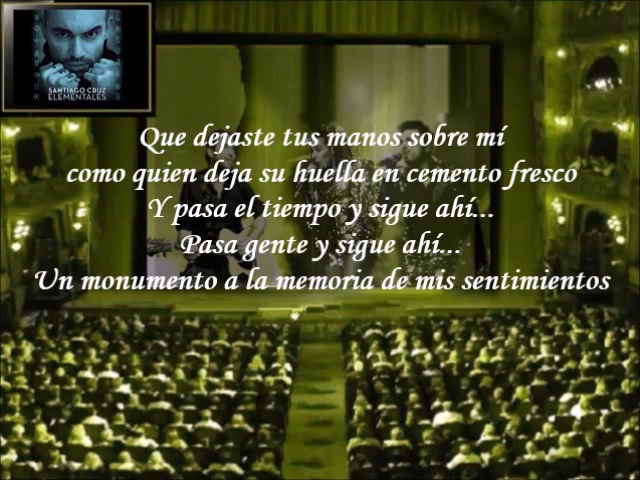 SANTIAGO CRUZ
ELEMENTALES
Que dejaste tus manos sobre mí
como quien deja su huella en cemento fresco
Y pasa el tiempo y sigue ahí...
Pasa gente y sigue ahí...
Un monumento a la memoria de mis sentimientos